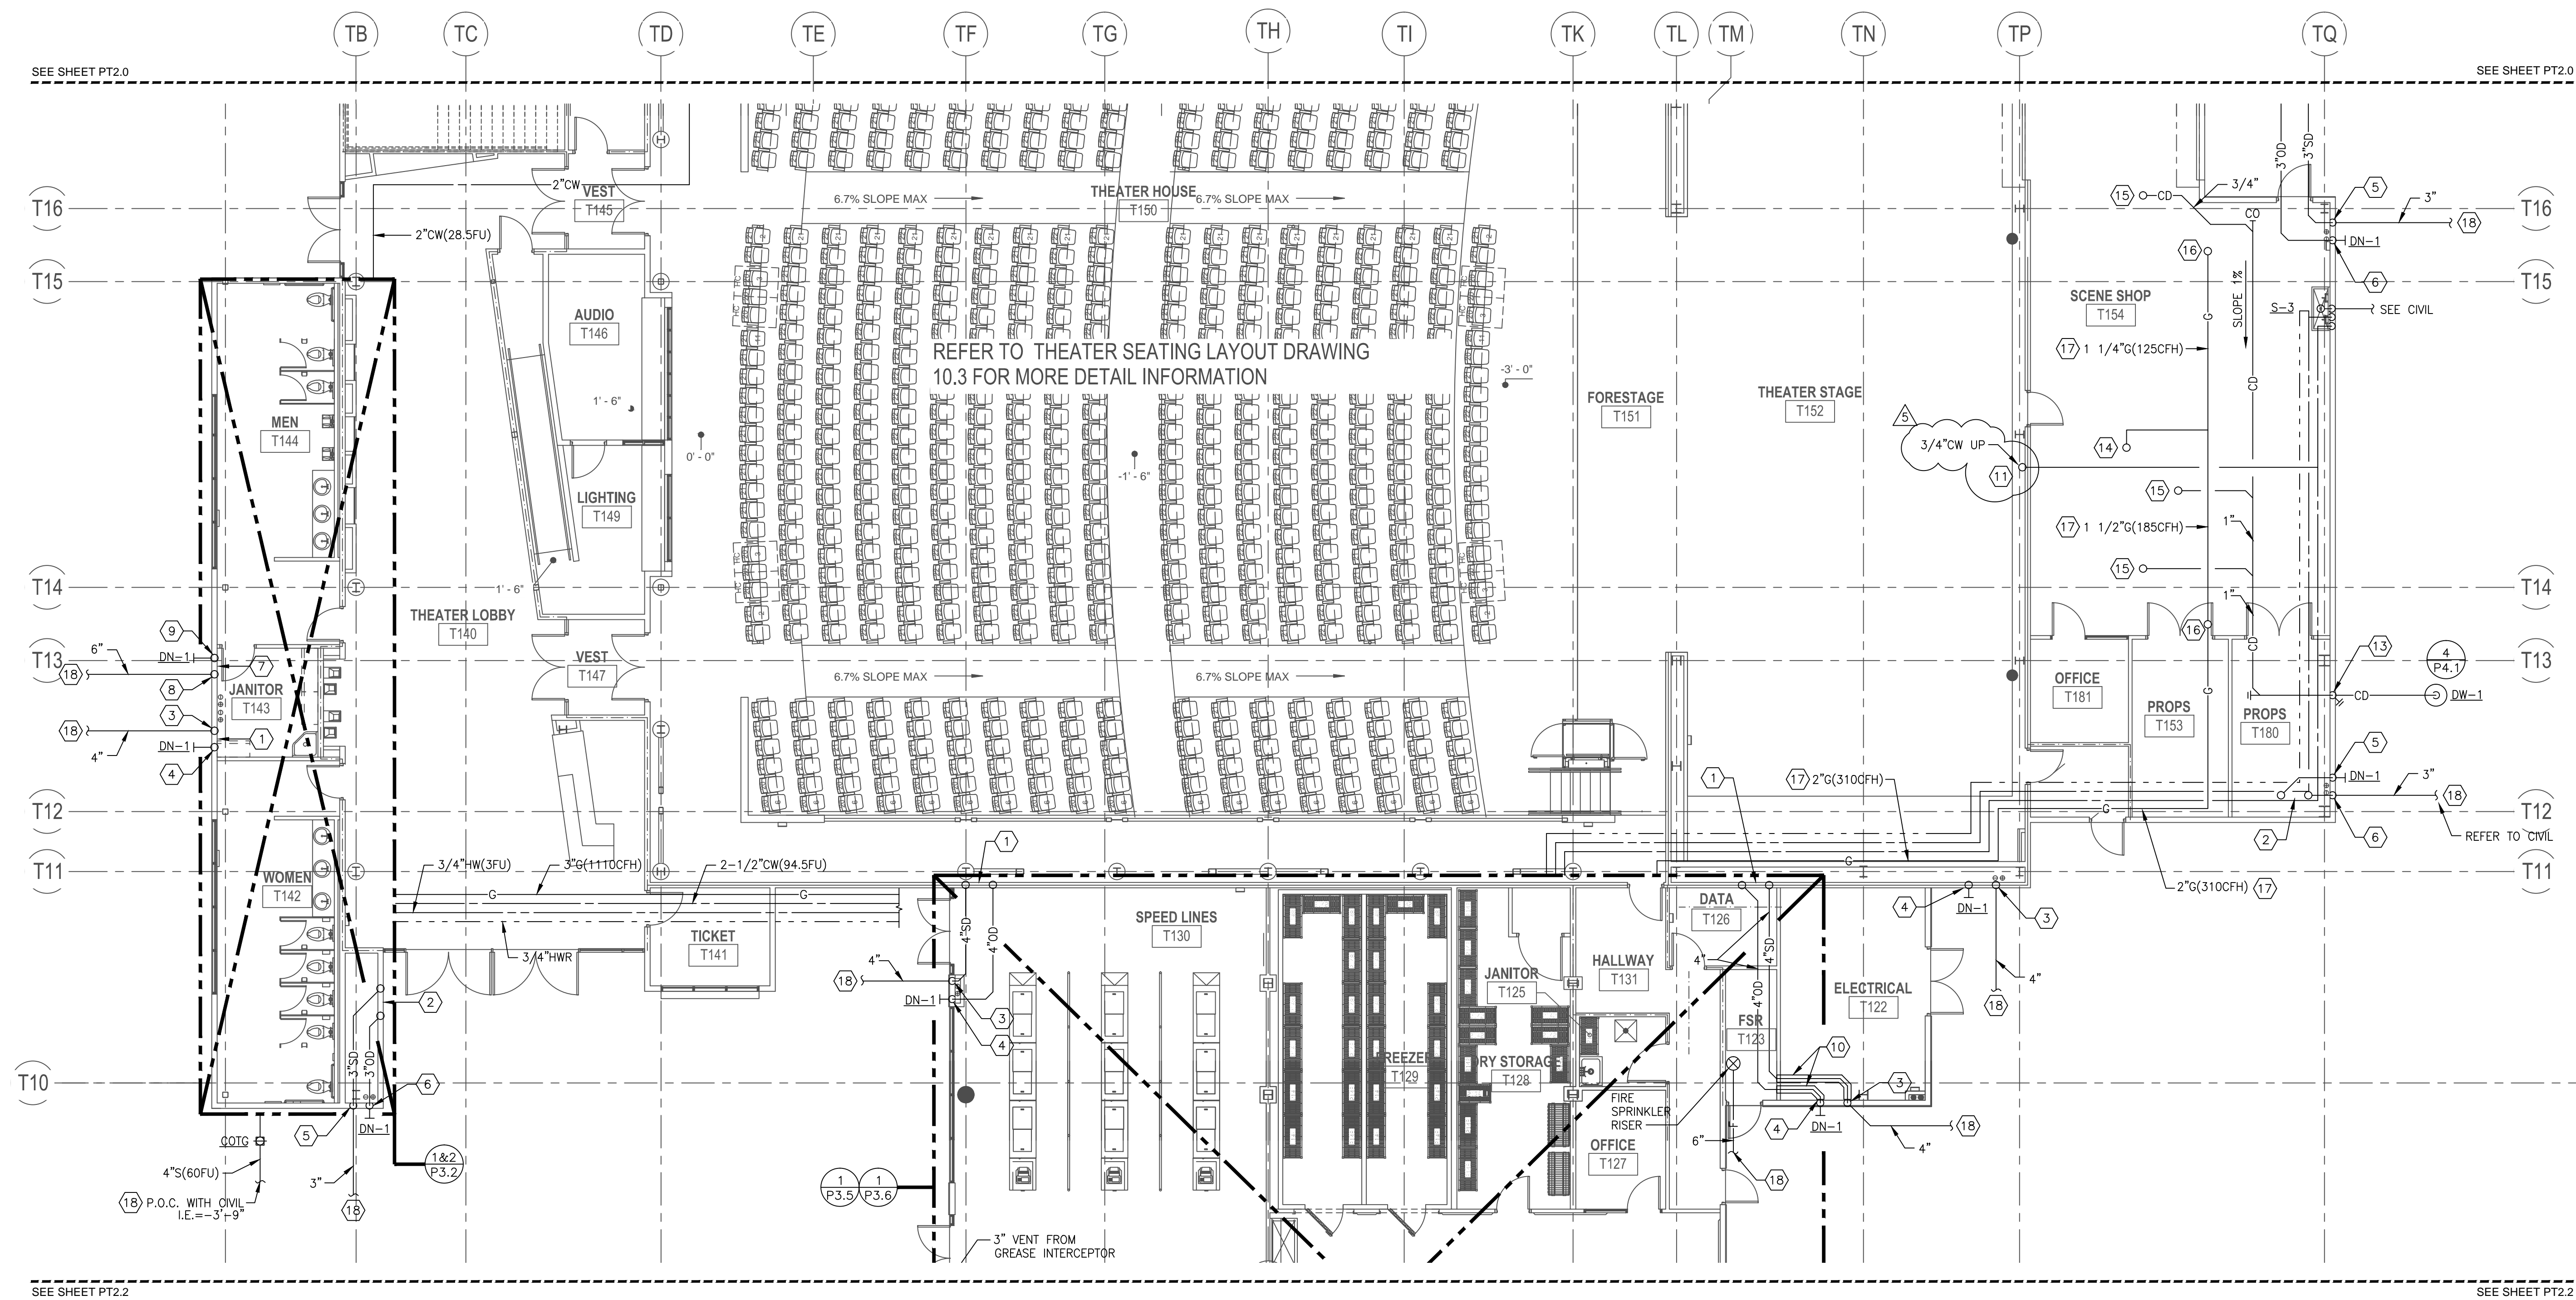 TB TC TD TE TF TG TH TI TK TL TM TN TP TQ
SEE SHEET PT2.0
SEE SHEET PT2.0
T16
T16
T15
T15
T14
T14
T13
T13
T12
T12
T11
T11
T10
2"CW
VEST
T145
2"CW(28.5FU)
6.7% SLOPE MAX
THEATER HOUSE
T150
6.7% SLOPE MAX
3"OD
3"SD
15
CD
3/4"
CO
5
3"
18
DN-1
6
16
SLOPE 1%
SCENE SHOP
T154
S-3
SEE CIVIL
G
17 1 1/4"G(125CFH)
CD
AUDIO
T146
1' - 6"
REFER TO THEATER SEATING LAYOUT DRAWING
10.3 FOR MORE DETAIL INFORMATION
HC
HC
HC
HC
-3' - 0"
FORESTAGE
T151
THEATER STAGE
T152
5
3/4"CW UP
11
14
15
17 1 1/2"G(185CFH)
1"
15
1"
16
MEN
T144
0' - 0"
-1' - 6"
LIGHTING
T149
1' - 6"
THEATER LOBBY
T140
9
6"
DN-1
18
7
8
JANITOR
T143
3
18
4"
1
DN-1
4
VEST
T147
6.7% SLOPE MAX
6.7% SLOPE MAX
OFFICE
T181
PROPS
T153
PROPS
T180
CD
G
13
4
P4.1
CD
DW-1
5
DN-1
3"
18
2
6
REFER TO CIVIL
1
17 2"G(310CFH)
G
G
2"G(310CFH) 17
WOMEN
T142
3/4"HW(3FU)
3"G(1110CFH)
2-1/2"CW(94.5FU)
G
G
3/4"HWR
TICKET
T141
1
4"SD
4"OD
SPEED LINES
T130
4"
18
DN-1
3
4
DATA
T126
HALLWAY
T131
JANITOR
T125
4"
4"SD
4"OD
FSR
T123
ELECTRICAL
T122
4
DN-1
3
4"
18
FREEZER
T129
DRY STORAGE
T128
10
3
FIRE
SPRINKLER
RISER
6"
F
4
DN-1
18
4"
OFFICE
T127
18
2
3"SD
3"OD
6
5
DN-1
COTG
4"S(60FU)
3"
18
18 P.O.C. WITH CIVIL
I.E.=-3'-9"
1&2
P3.2
1
P3.5
1
P3.6
3" VENT FROM
GREASE INTERCEPTOR
SEE SHEET PT2.2
SEE SHEET PT2.2